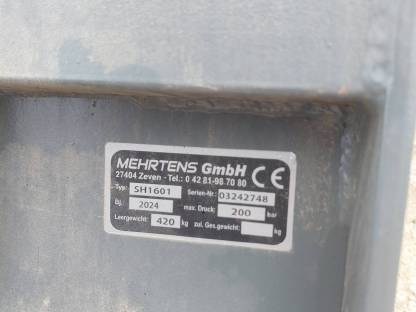 MEHRTENS GmbH CE
27404 Zeven - Tel.: 0 42 81-98 70 80
Typ: SH1601 Serien-Nr: 03242748
Bj. 2024 max. Druck: 200 bar
Leergewicht: 420 kg zul. Ges.gewicht: kg